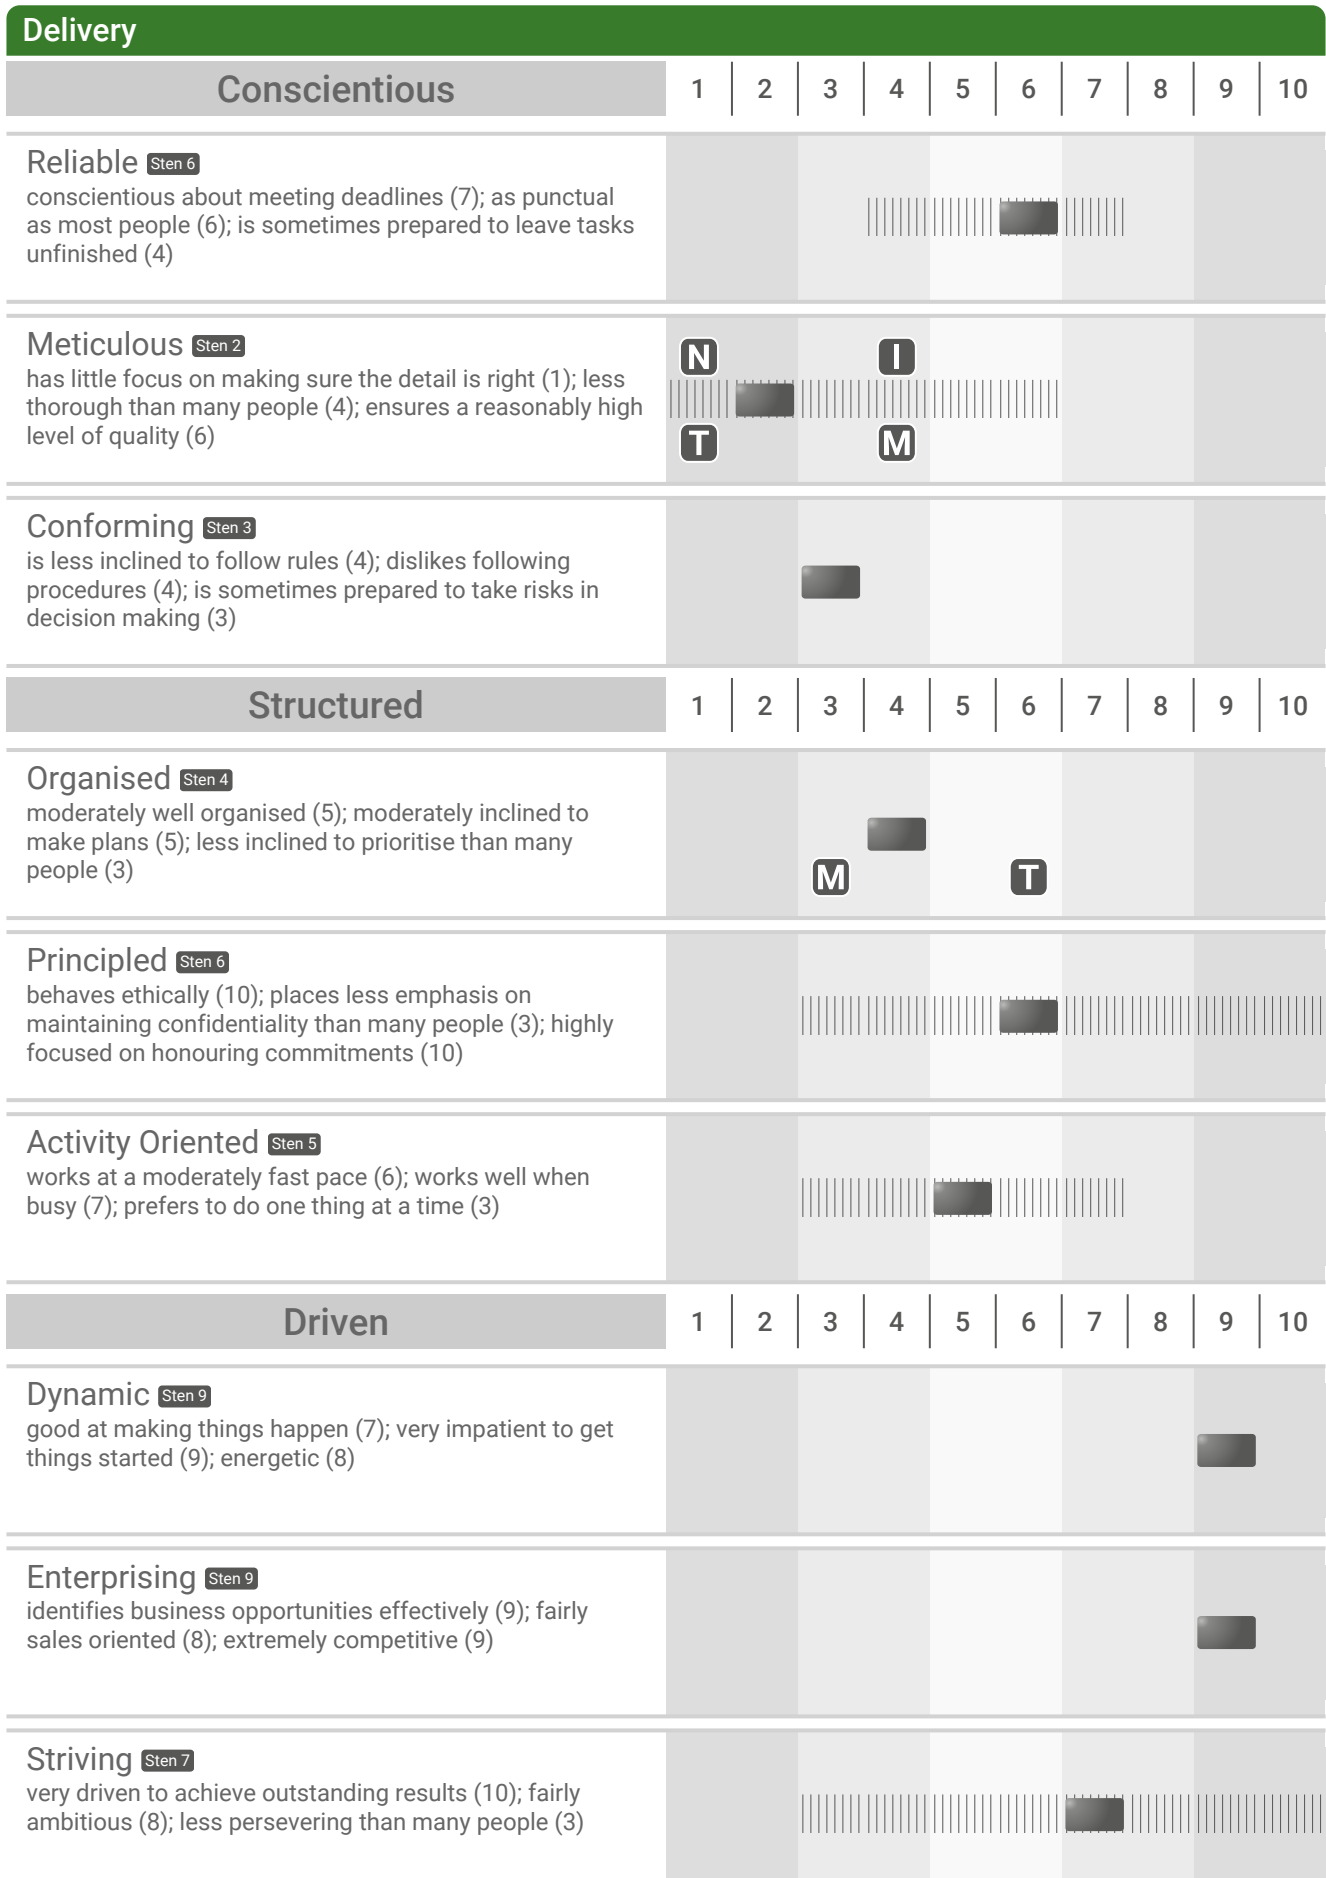 Delivery
Conscientious 1 2 3 4 5 6 7 8 9 10
Reliable Sten 6
conscientious about meeting deadlines (7); as punctual
as most people (6); is sometimes prepared to leave tasks
unfinished (4)
Meticulous Sten 2
has little focus on making sure the detail is right (1); less
thorough than many people (4); ensures a reasonably high
level of quality (6)
N I
T M
Conforming Sten 3
is less inclined to follow rules (4); dislikes following
procedures (4); is sometimes prepared to take risks in
decision making (3)
Structured 1 2 3 4 5 6 7 8 9 10
Organised Sten 4
moderately well organised (5); moderately inclined to
make plans (5); less inclined to prioritise than many
people (3)
M T
Principled Sten 6
behaves ethically (10); places less emphasis on
maintaining confidentiality than many people (3); highly
focused on honouring commitments (10)
Activity Oriented Sten 5
works at a moderately fast pace (6); works well when
busy (7); prefers to do one thing at a time (3)
Driven 1 2 3 4 5 6 7 8 9 10
Dynamic Sten 9
good at making things happen (7); very impatient to get
things started (9); energetic (8)
Enterprising Sten 9
identifies business opportunities effectively (9); fairly
sales oriented (8); extremely competitive (9)
Striving Sten 7
very driven to achieve outstanding results (10); fairly
ambitious (8); less persevering than many people (3)